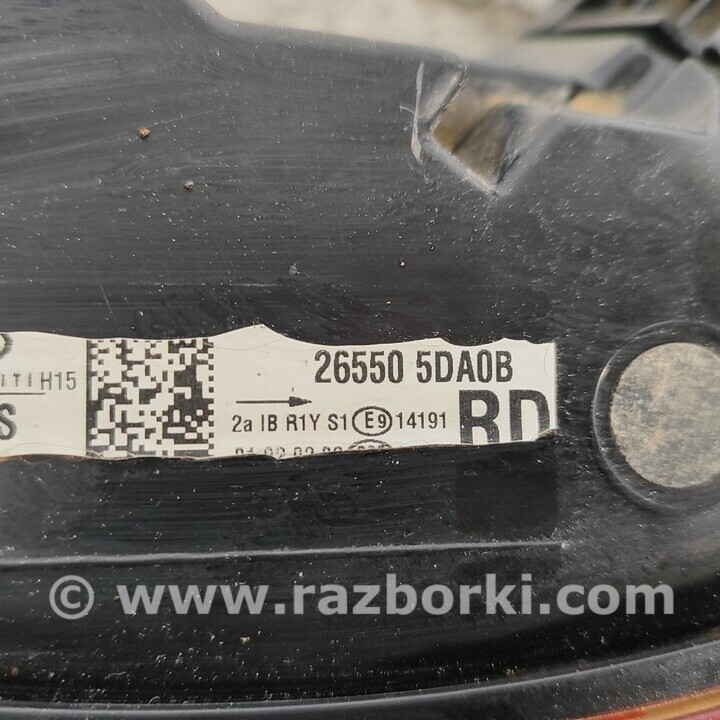 26550 5DA0B
H15
2a IB R1Y S1 E9 14191
S
RD
© www.razborki.com